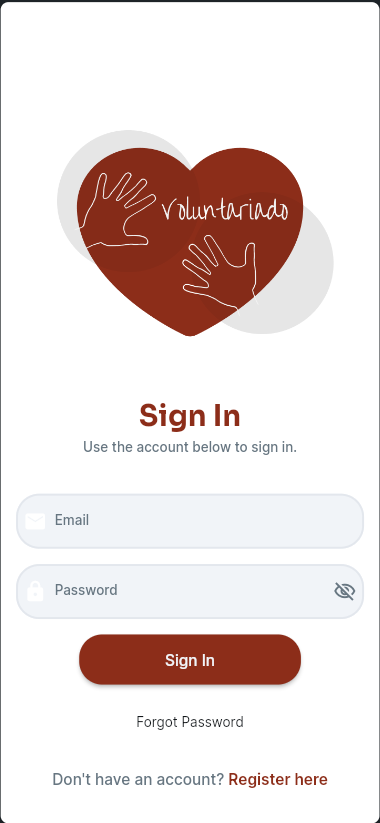 Voluntariado
Sign In
Use the account below to sign in.
Email
Password
Sign In
Forgot Password
Don't have an account? Register here